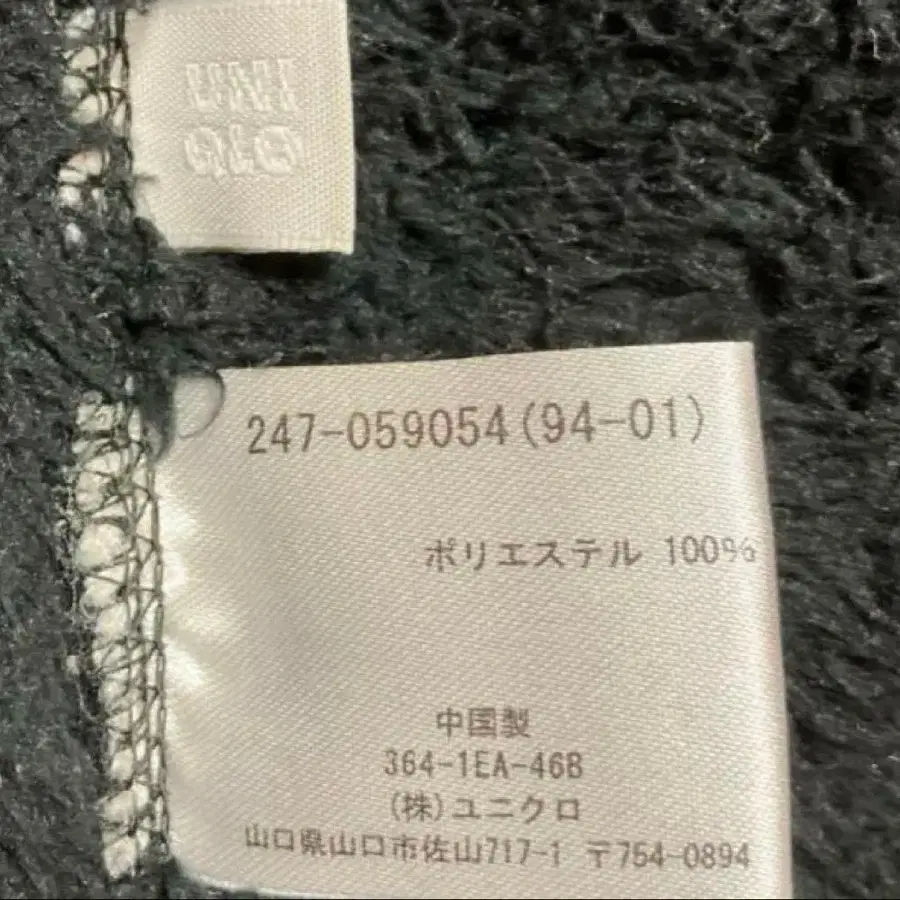 UNI
QLO
247-059054(94-01)
ポリエステル 100%
中国製
364-1EA-46B
(株)ユニクロ
山口県山口市佐山717-1 〒754-0894